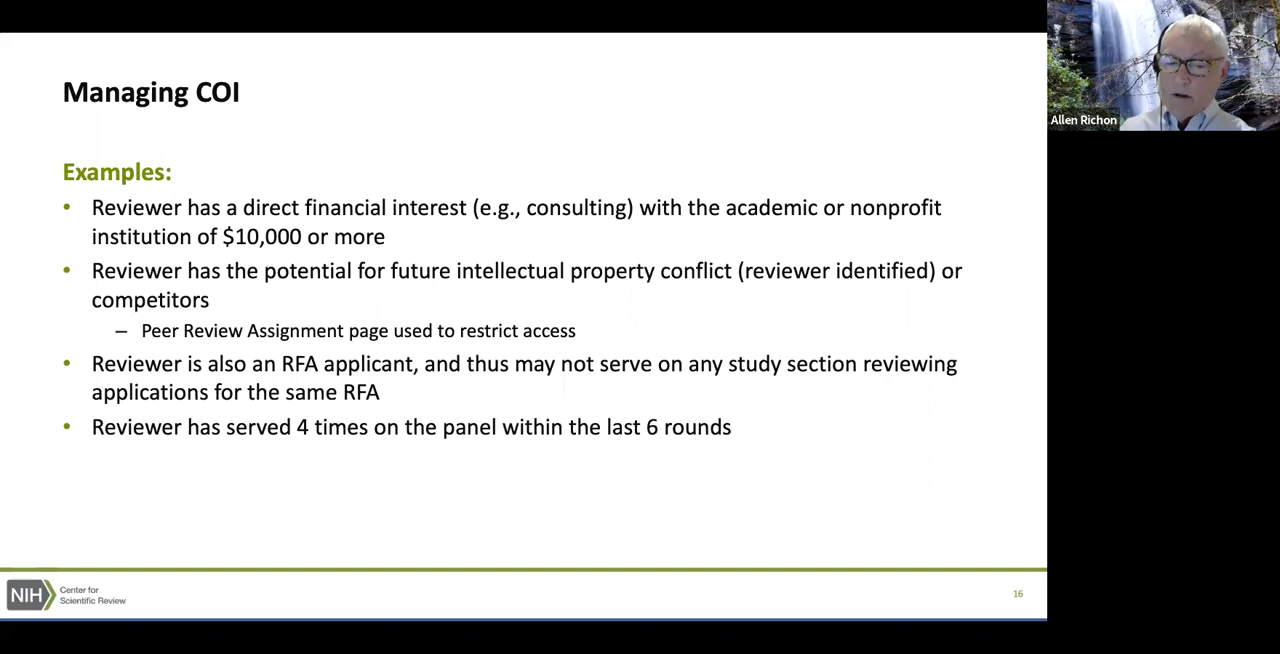 Managing COI
Examples:
• Reviewer has a direct financial interest (e.g., consulting) with the academic or nonprofit
institution of $10,000 or more
• Reviewer has the potential for future intellectual property conflict (reviewer identified) or
competitors
– Peer Review Assignment page used to restrict access
• Reviewer is also an RFA applicant, and thus may not serve on any study section reviewing
applications for the same RFA
• Reviewer has served 4 times on the panel within the last 6 rounds
NIH
Center for
Scientific Review
16
Allen Richon